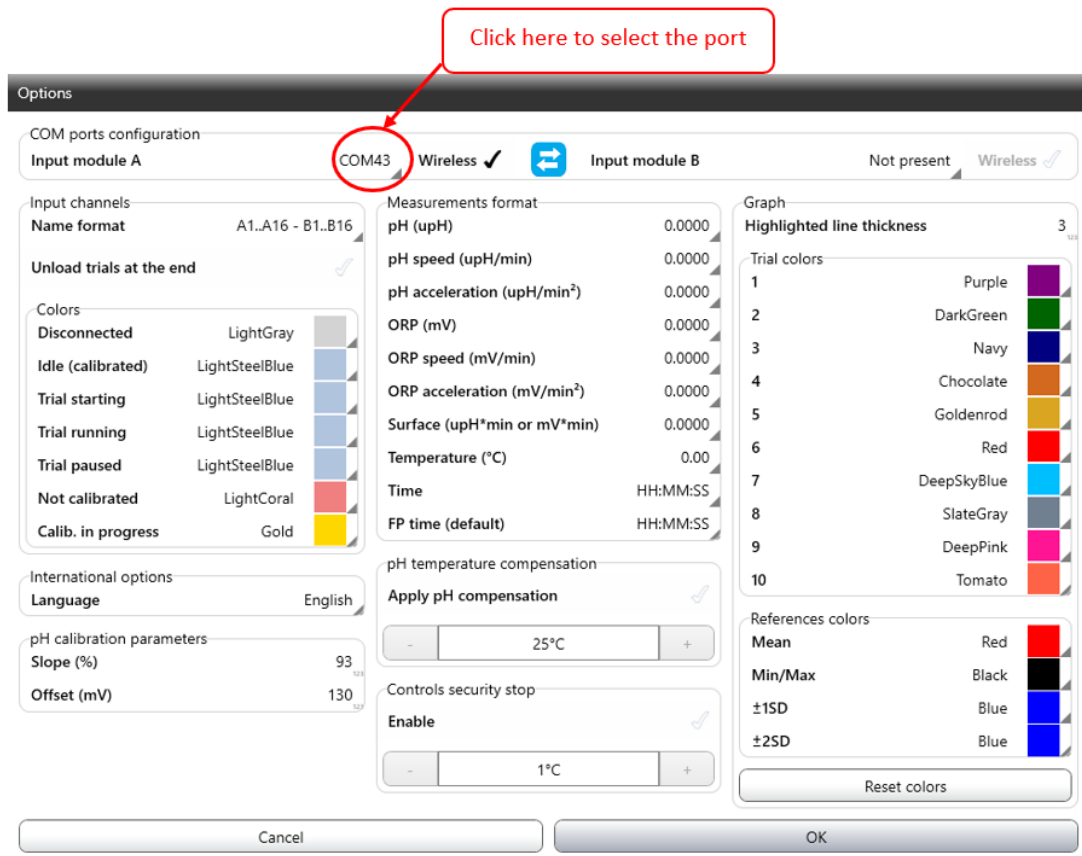 Click here to select the port
Options
COM ports configuration
Input module A COM43 Wireless Input module B Not present Wireless
Input channels
Name format A1..A16 - B1..B16
Unload trials at the end
Colors
Disconnected LightGray
Idle (calibrated) LightSteelBlue
Trial starting LightSteelBlue
Trial running LightSteelBlue
Trial paused LightSteelBlue
Not calibrated LightCoral
Calib. in progress Gold
International options
Language English
pH calibration parameters
Slope (%) 93
123
Offset (mV) 130
123
Measurements format
pH (upH) 0.0000
pH speed (upH/min) 0.0000
pH acceleration (upH/min²) 0.0000
ORP (mV) 0.0000
ORP speed (mV/min) 0.0000
ORP acceleration (mV/min²) 0.0000
Surface (upH*min or mV*min) 0.0000
Temperature (°C) 0.00
Time HH:MM:SS
FP time (default) HH:MM:SS
pH temperature compensation
Apply pH compensation
- 25°C +
Controls security stop
Enable
- 1°C +
Graph
Highlighted line thickness 3
123
Trial colors
1 Purple
2 DarkGreen
3 Navy
4 Chocolate
5 Goldenrod
6 Red
7 DeepSkyBlue
8 SlateGray
9 DeepPink
10 Tomato
References colors
Mean Red
Min/Max Black
±1SD Blue
±2SD Blue
Reset colors
Cancel OK